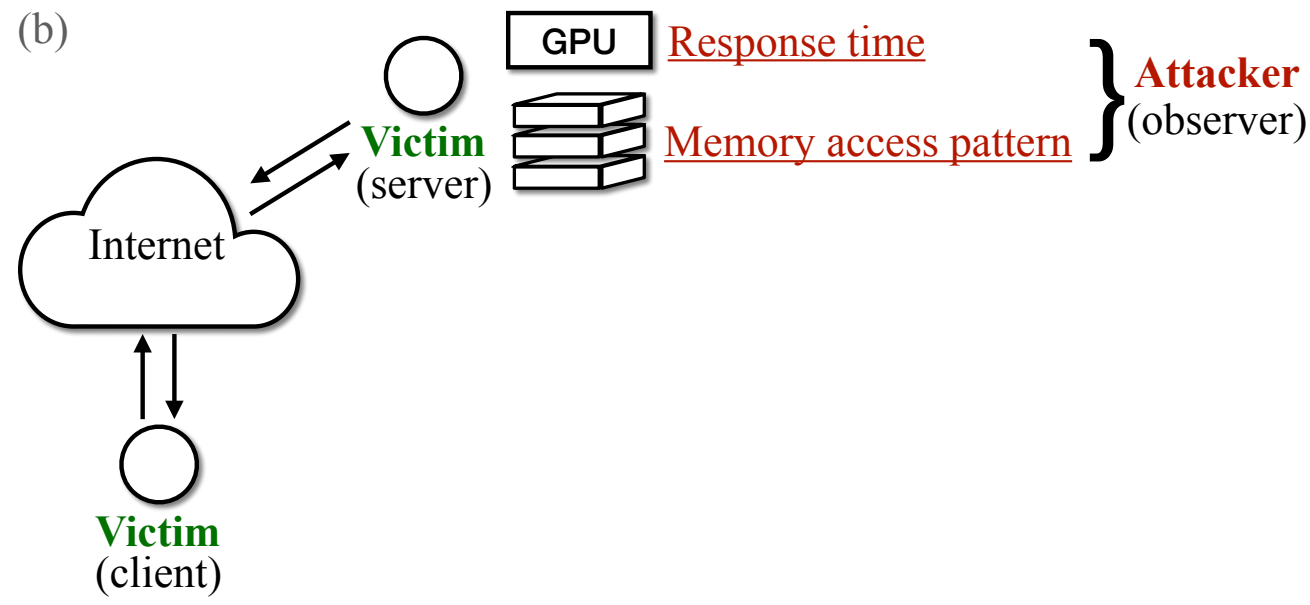 (b)
GPU
Response time
Attacker
(observer)
Victim
(server)
Memory access pattern
Internet
Victim
(client)